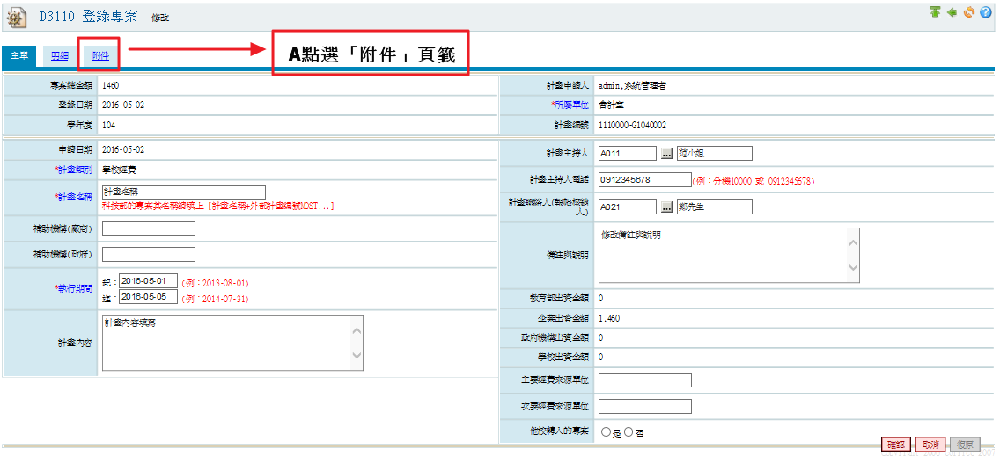 D3110 登錄專案 修改
主單 明細 附件
A點選「附件」頁籤
專案總金額 1460
登錄日期 2016-05-02
學年度 104
計畫申請人 admin,系統管理者
*所屬單位 會計室
計畫編號 1110000-G1040002
申請日期 2016-05-02
*計畫類別 學校經費
*計畫名稱 計畫名稱
科技部的專案其名稱請填上 [計畫名稱+外部計畫編號MOST...]
補助機構(廠商)
補助機構(政府)
*執行期間 起：2016-05-01 (例：2013-08-01)
迄：2016-05-05 (例：2014-07-31)
計畫內容 計畫內容填寫
計畫主持人 A011 ... 范小姐
計畫主持人電話 0912345678 (例：分機10000 或 0912345678)
計畫聯絡人(報帳核銷
人) A021 ... 鄭先生
備註與說明 修改備註與說明
教育部出資金額 0
企業出資金額 1,460
政府機構出資金額 0
學校出資金額 0
主要經費來源單位
次要經費來源單位
他校轉入的專案 是 否
確認 取消 復原